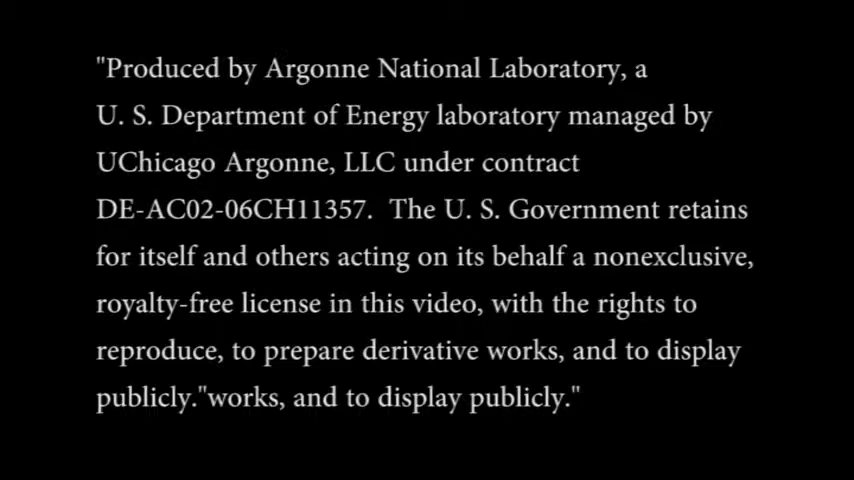 "Produced by Argonne National Laboratory, a
U. S. Department of Energy laboratory managed by
UChicago Argonne, LLC under contract
DE-AC02-06CH11357.  The U. S. Government retains
for itself and others acting on its behalf a nonexclusive,
royalty-free license in this video, with the rights to
reproduce, to prepare derivative works, and to display
publicly."works, and to display publicly."